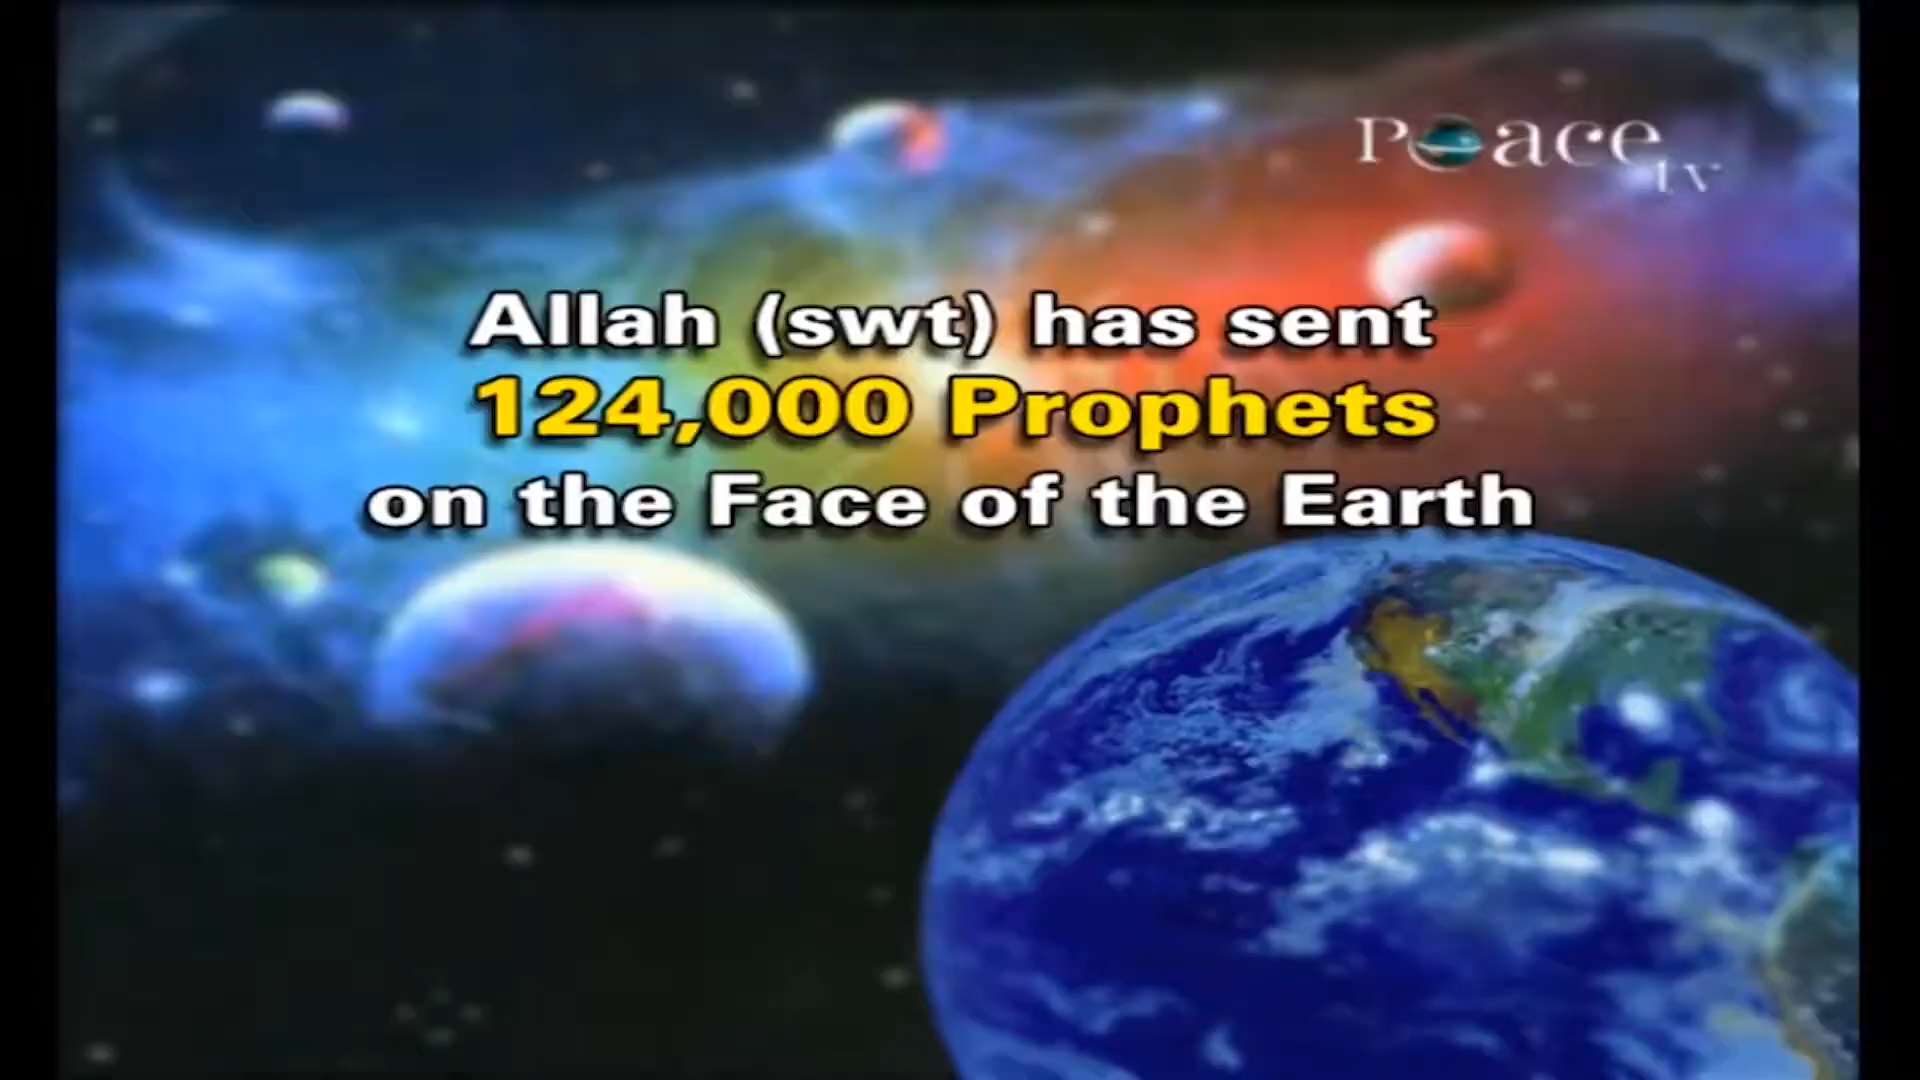 Peace tv
Allah (swt) has sent
124,000 Prophets
on the Face of the Earth